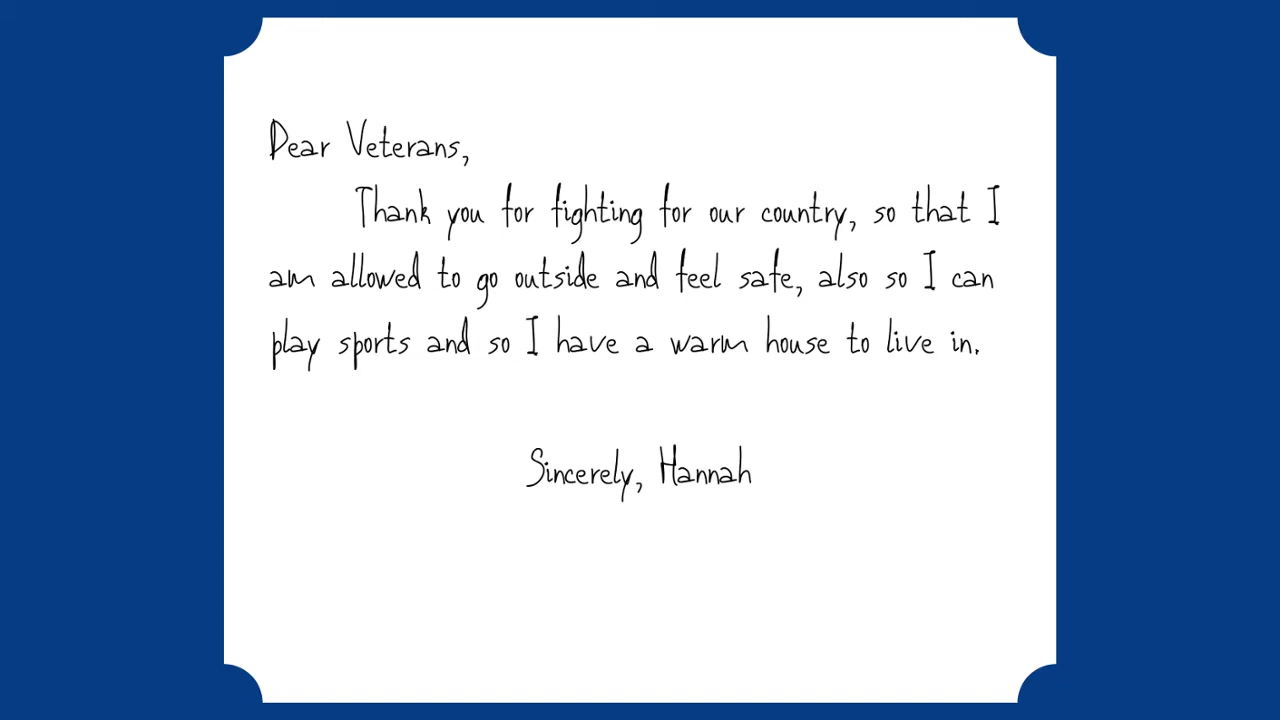 Dear Veterans,
Thank you for fighting for our country, so that I
am allowed to go outside and feel safe, also so I can
play sports and so I have a warm house to live in.
Sincerely, Hannah